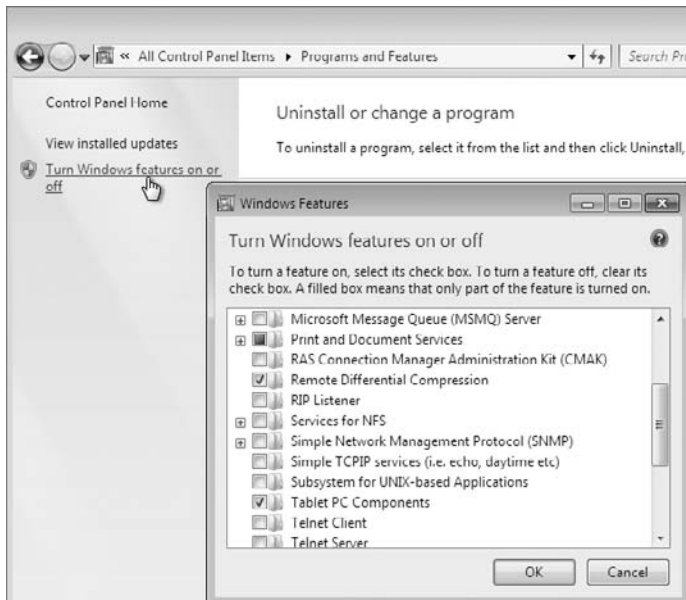 « All Control Panel Items ▸ Programs and Features
Search Pr
Control Panel Home
View installed updates
Turn Windows features on or
off
Uninstall or change a program
To uninstall a program, select it from the list and then click Uninstall,
Windows Features
Turn Windows features on or off
To turn a feature on, select its check box. To turn a feature off, clear its
check box. A filled box means that only part of the feature is turned on.
Microsoft Message Queue (MSMQ) Server
Print and Document Services
RAS Connection Manager Administration Kit (CMAK)
Remote Differential Compression
RIP Listener
Services for NFS
Simple Network Management Protocol (SNMP)
Simple TCPIP services (i.e. echo, daytime etc)
Subsystem for UNIX-based Applications
Tablet PC Components
Telnet Client
Telnet Server
OK
Cancel